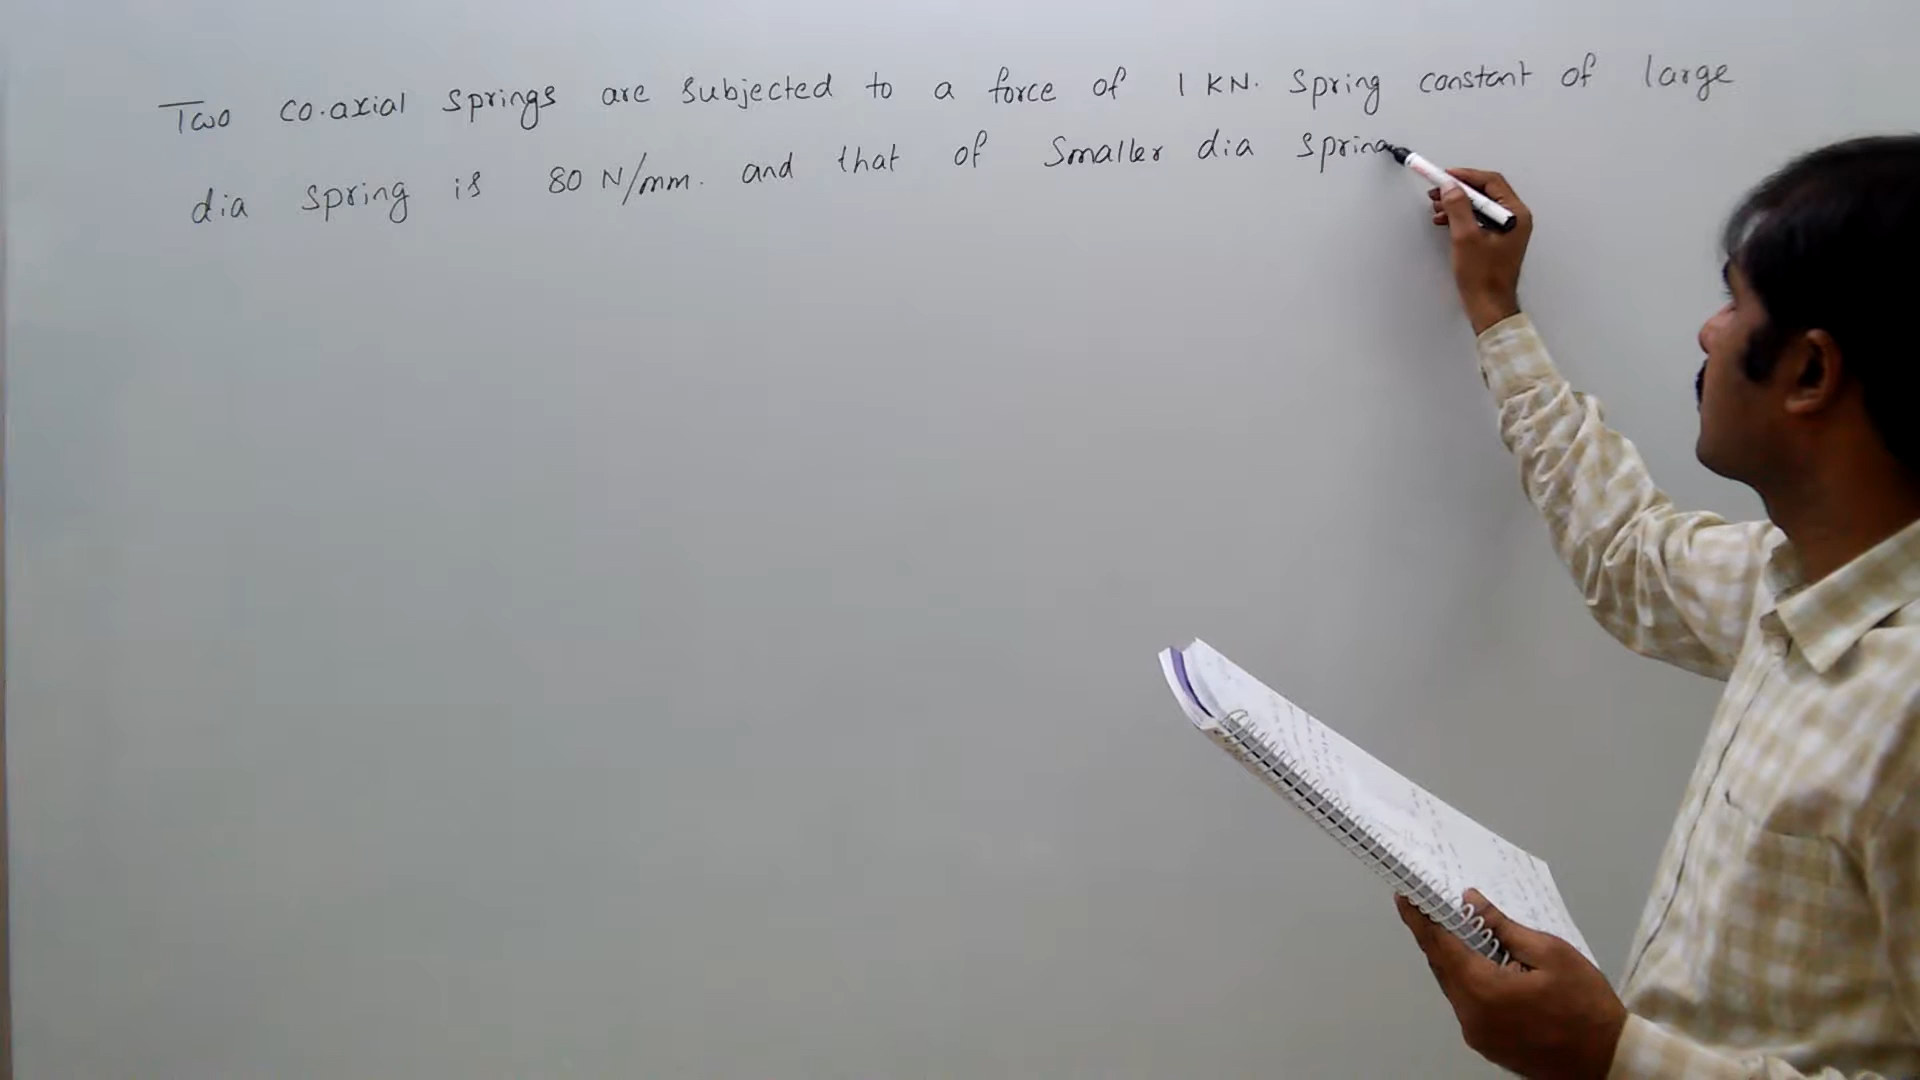 Two co.axial springs are subjected to a force of 1 KN. Spring constant of large
dia spring is 80 N/mm. and that of smaller dia spring